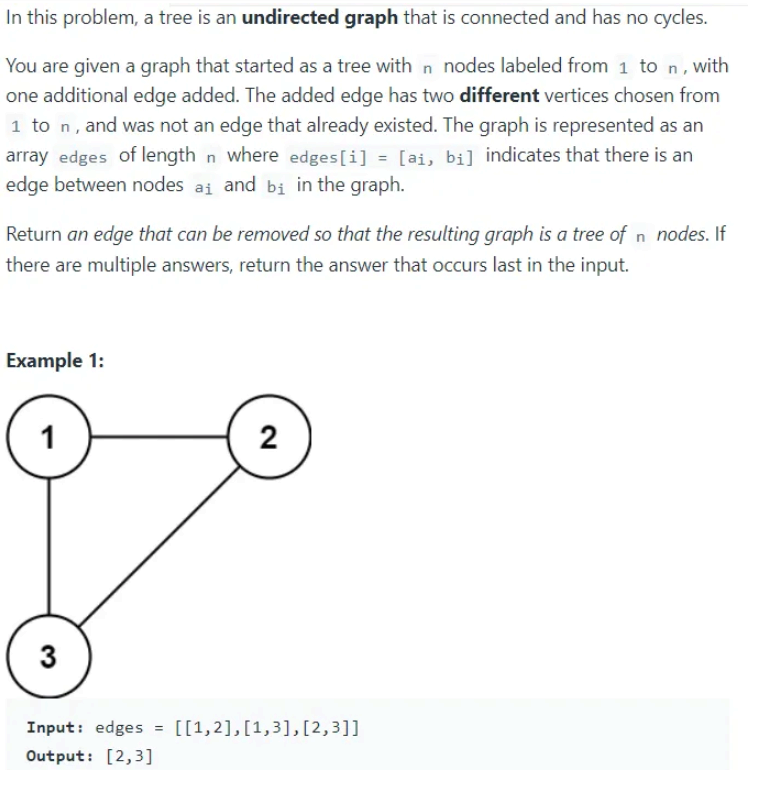 In this problem, a tree is an undirected graph that is connected and has no cycles.
You are given a graph that started as a tree with n nodes labeled from 1 to n, with
one additional edge added. The added edge has two different vertices chosen from
1 to n, and was not an edge that already existed. The graph is represented as an
array edges of length n where edges[i] = [ai, bi] indicates that there is an
edge between nodes ai and bi in the graph.
Return an edge that can be removed so that the resulting graph is a tree of n nodes. If
there are multiple answers, return the answer that occurs last in the input.
Example 1:
1
2
3
Input: edges = [[1,2],[1,3],[2,3]]
Output: [2,3]